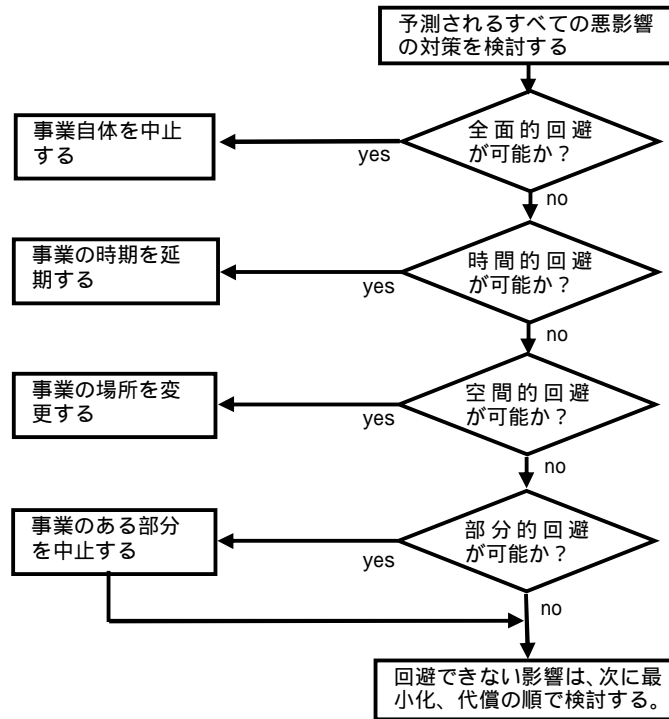 予測されるすべての悪影響
の対策を検討する
全面的回避
が可能か？
yes
事業自体を中止
する
no
時間的回避
が可能か？
yes
事業の時期を延
期する
no
空間的回避
が可能か？
yes
事業の場所を変
更する
no
部分的回避
が可能か？
yes
事業のある部分
を中止する
no
回避できない影響は、次に最
小化、代償の順で検討する。